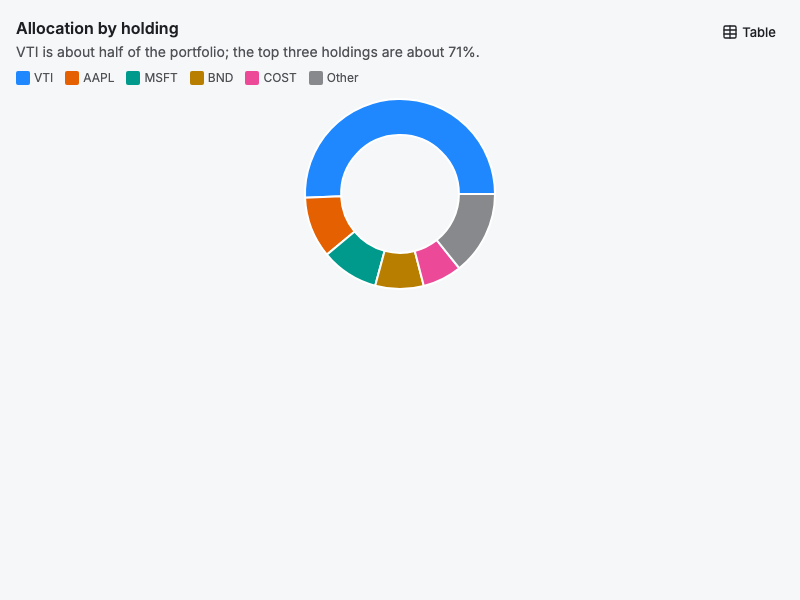 Allocation by holding
Table
VTI is about half of the portfolio; the top three holdings are about 71%.
VTI AAPL MSFT BND COST Other